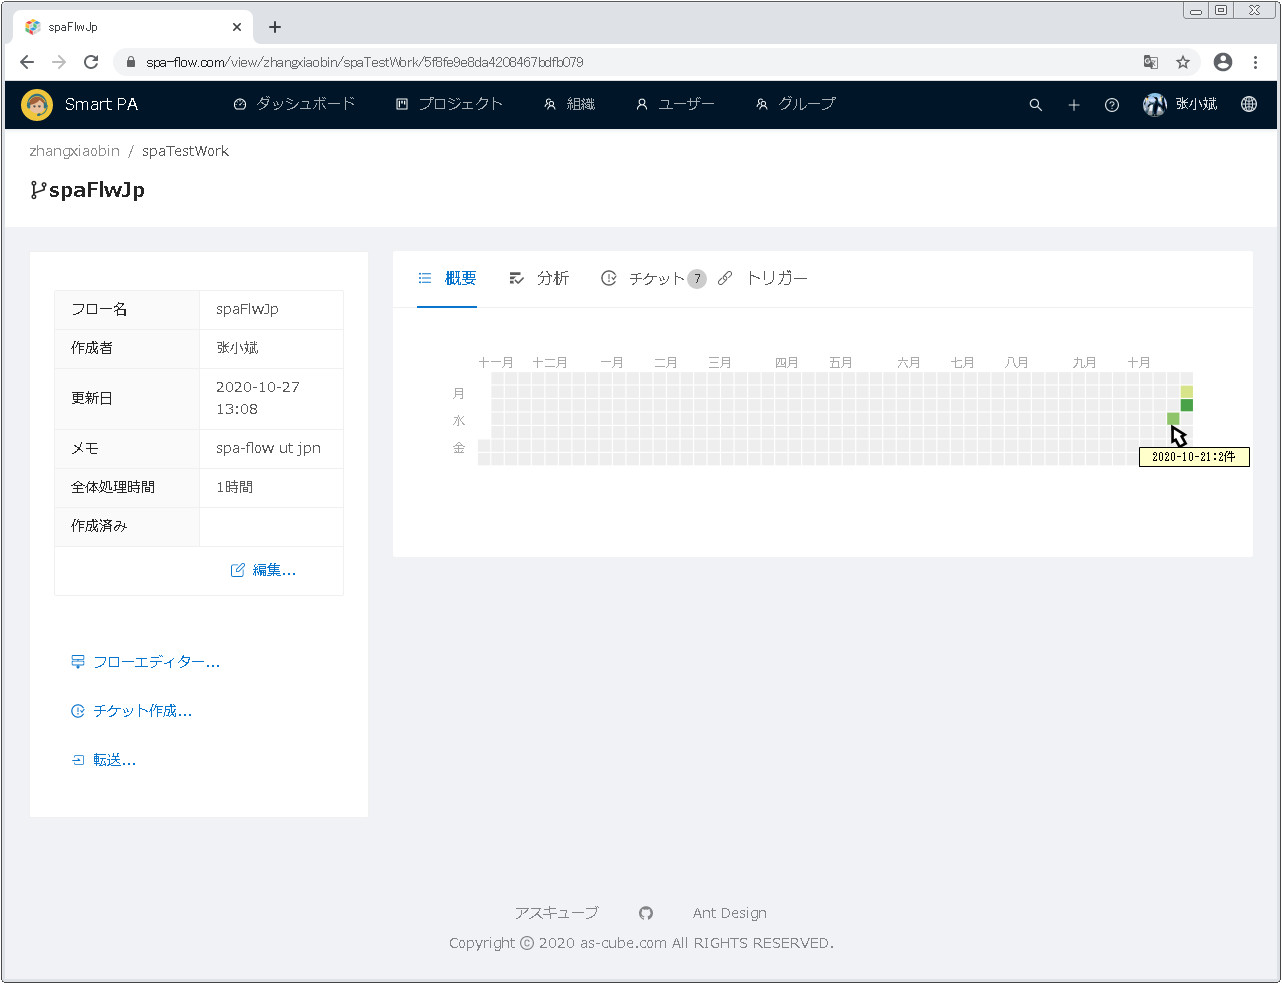 spaFlwJp
spa-flow.com/view/zhangxiaobin/spaTestWork/5f8fe9e8da4208467bdfb079
Smart PA ダッシュボード プロジェクト 組織 ユーザー グループ 张小斌
zhangxiaobin / spaTestWork
spaFlwJp
フロー名 spaFlwJp
作成者 张小斌
更新日 2020-10-27
13:08
メモ spa-flow ut jpn
全体処理時間 1時間
作成済み
編集...
フローエディター...
チケット作成...
転送...
概要 分析 チケット 7 トリガー
十一月 十二月 一月 二月 三月 四月 五月 六月 七月 八月 九月 十月
月
水
金
2020-10-21:2件
アスキューブ Ant Design
Copyright © 2020 as-cube.com All RIGHTS RESERVED.